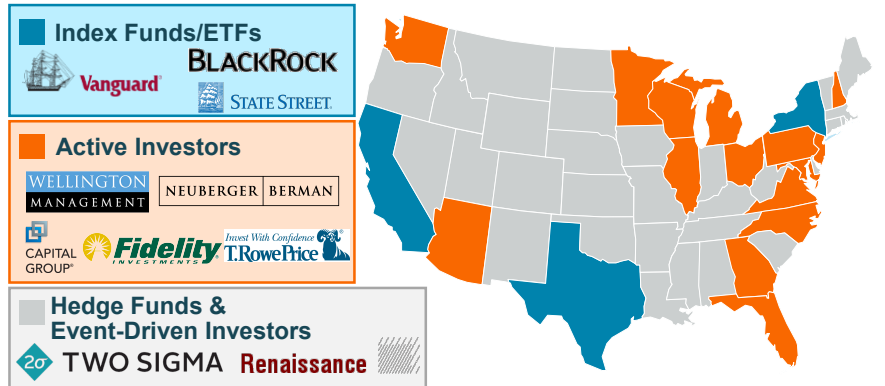 Index Funds/ETFs
BLACKROCK
Vanguard®
STATE STREET.
Active Investors
WELLINGTON
MANAGEMENT
NEUBERGER BERMAN
CAPITAL
GROUP®
Fidelity
INVESTMENTS
Invest With Confidence
T.RowePrice
®
Hedge Funds &
Event-Driven Investors
2σ
TWO SIGMA
Renaissance